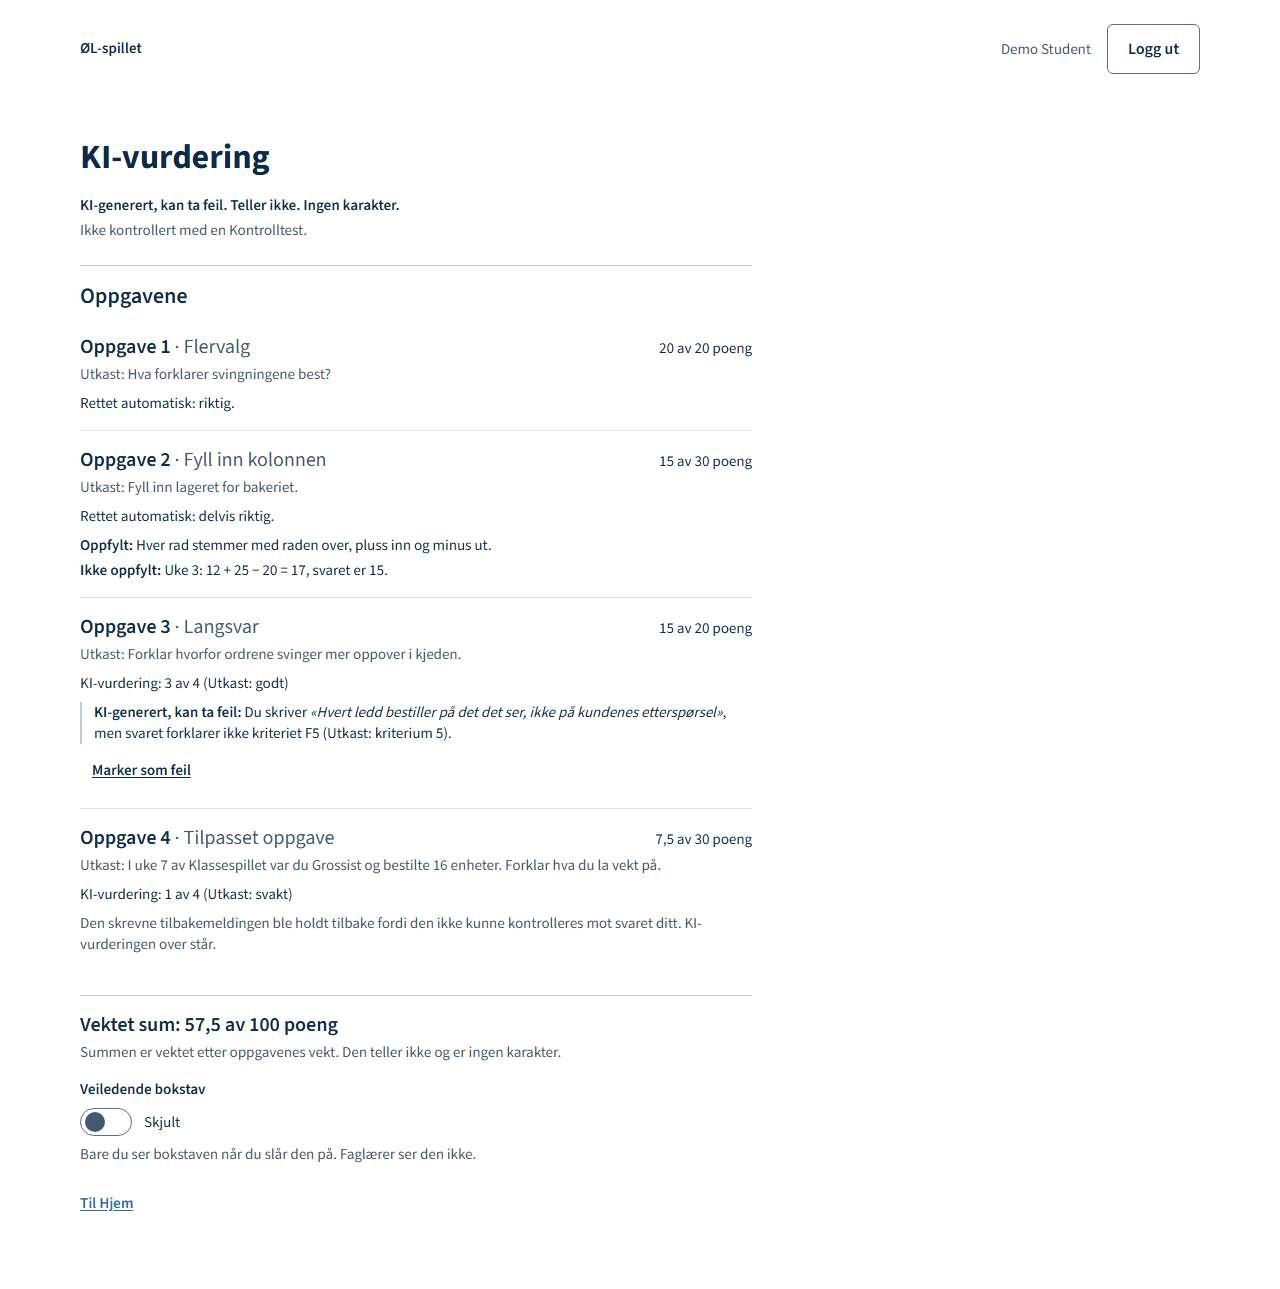 ØL-spillet
Demo Student
Logg ut
KI-vurdering
KI-generert, kan ta feil. Teller ikke. Ingen karakter.
Ikke kontrollert med en Kontrolltest.
Oppgavene
Oppgave 1 · Flervalg
20 av 20 poeng
Utkast: Hva forklarer svingningene best?
Rettet automatisk: riktig.
Oppgave 2 · Fyll inn kolonnen
15 av 30 poeng
Utkast: Fyll inn lageret for bakeriet.
Rettet automatisk: delvis riktig.
Oppfylt: Hver rad stemmer med raden over, pluss inn og minus ut.
Ikke oppfylt: Uke 3: 12 + 25 − 20 = 17, svaret er 15.
Oppgave 3 · Langsvar
15 av 20 poeng
Utkast: Forklar hvorfor ordrene svinger mer oppover i kjeden.
KI-vurdering: 3 av 4 (Utkast: godt)
KI-generert, kan ta feil: Du skriver «Hvert ledd bestiller på det det ser, ikke på kundenes etterspørsel»,
men svaret forklarer ikke kriteriet F5 (Utkast: kriterium 5).
Marker som feil
Oppgave 4 · Tilpasset oppgave
7,5 av 30 poeng
Utkast: I uke 7 av Klassespillet var du Grossist og bestilte 16 enheter. Forklar hva du la vekt på.
KI-vurdering: 1 av 4 (Utkast: svakt)
Den skrevne tilbakemeldingen ble holdt tilbake fordi den ikke kunne kontrolleres mot svaret ditt. KI-
vurderingen over står.
Vektet sum: 57,5 av 100 poeng
Summen er vektet etter oppgavenes vekt. Den teller ikke og er ingen karakter.
Veiledende bokstav
Skjult
Bare du ser bokstaven når du slår den på. Faglærer ser den ikke.
Til Hjem